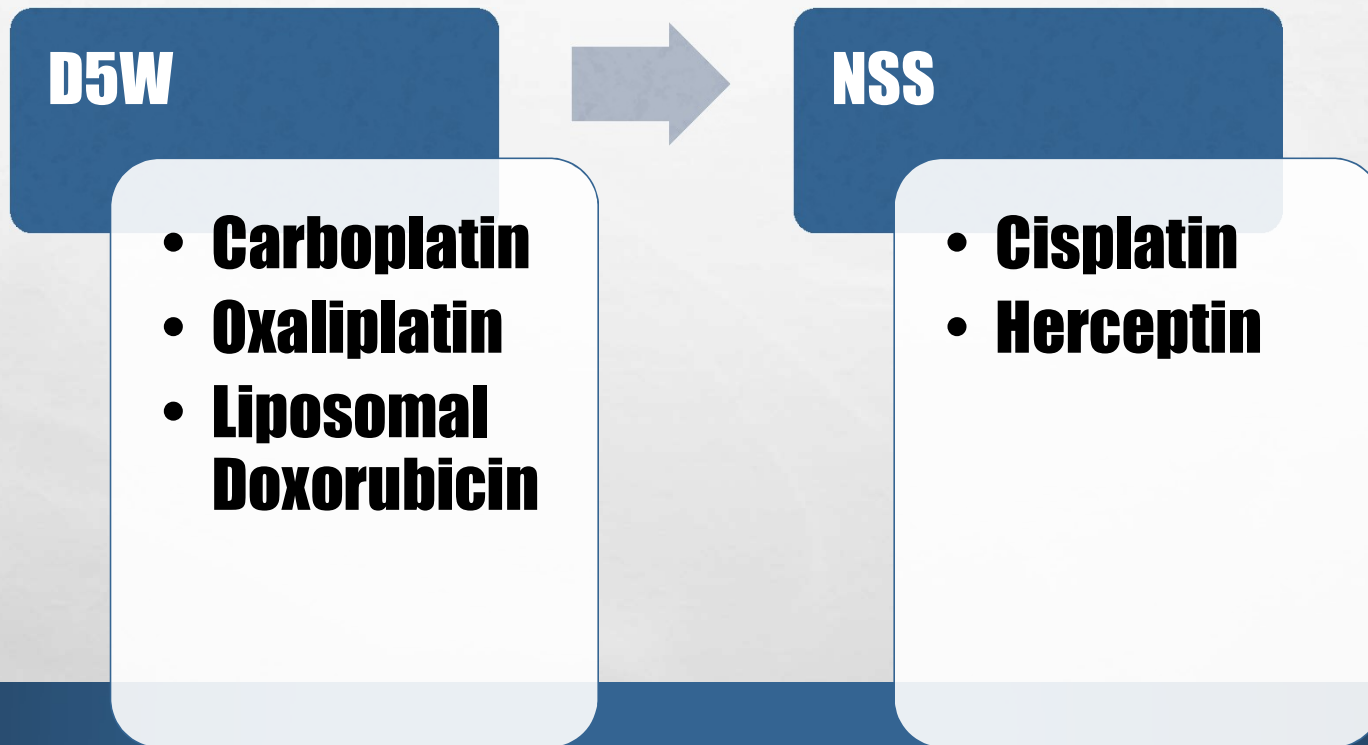 D5W
• Carboplatin
• Oxaliplatin
• Liposomal
Doxorubicin
NSS
• Cisplatin
• Herceptin